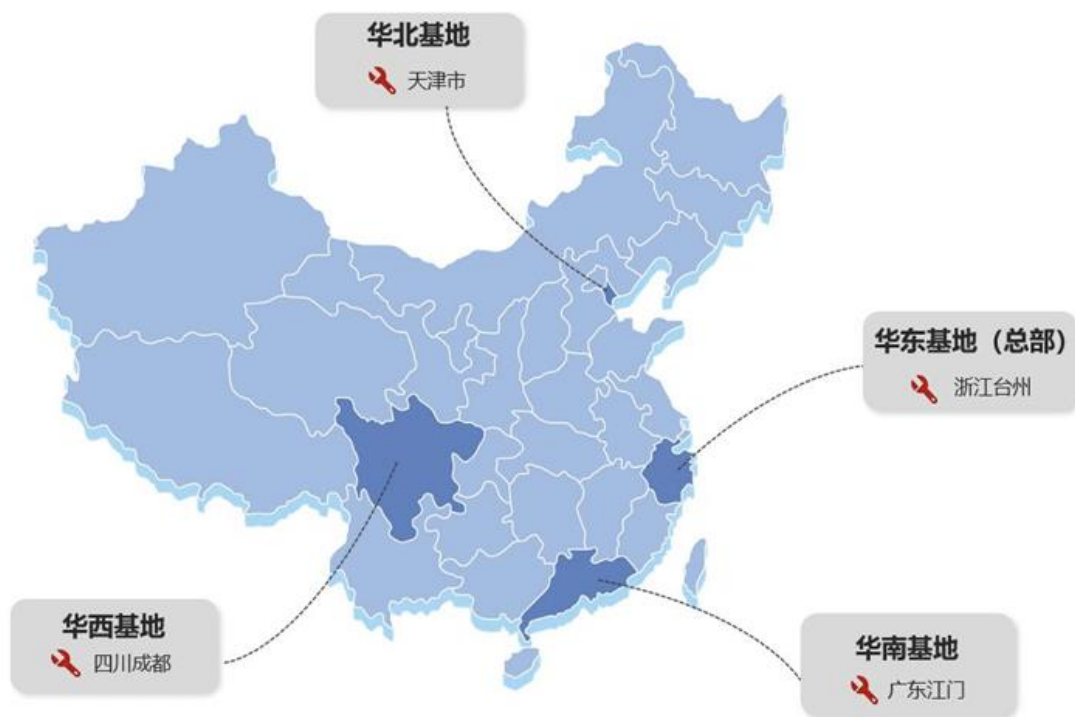 华北基地
天津市
华东基地（总部）
浙江台州
华西基地
四川成都
华南基地
广东江门